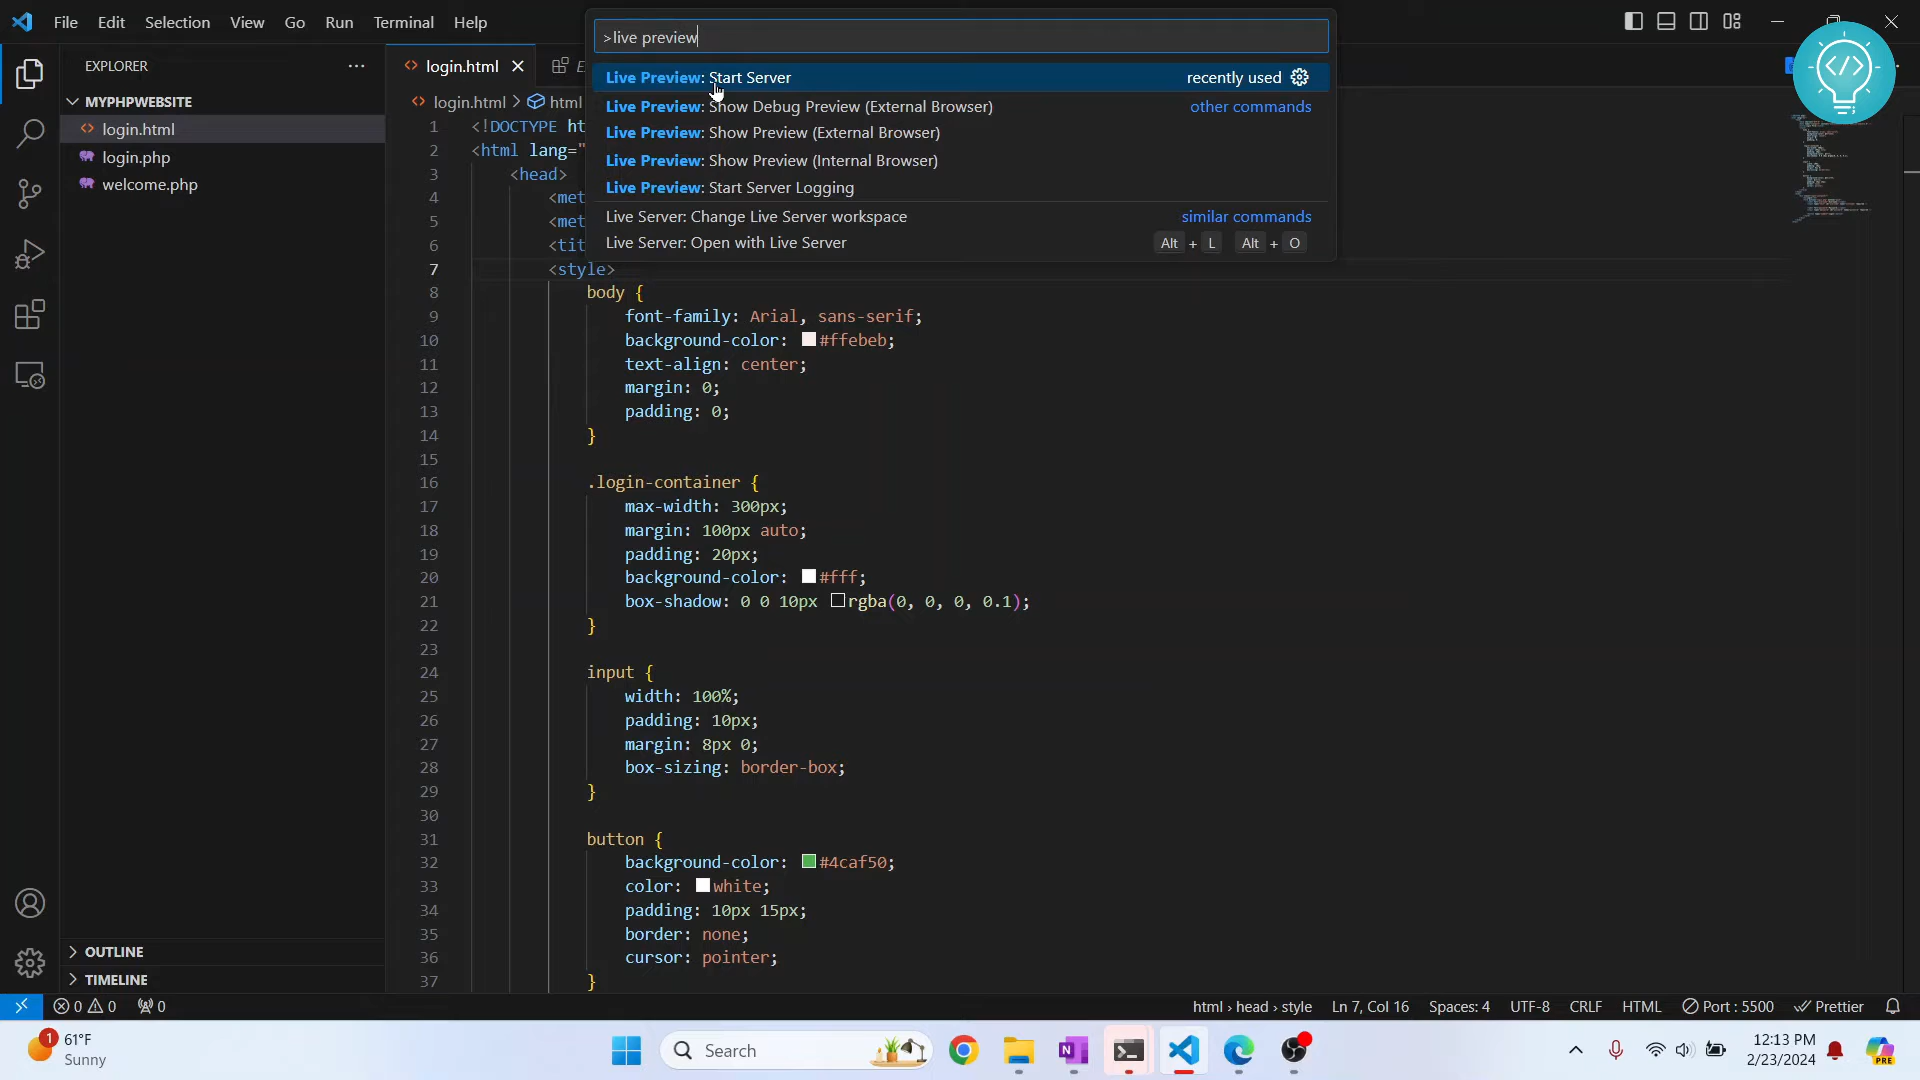 File Edit Selection View Go Run Terminal Help
>live preview
Live Preview: Start Server recently used
Live Preview: Show Debug Preview (External Browser) other commands
Live Preview: Show Preview (External Browser)
Live Preview: Show Preview (Internal Browser)
Live Preview: Start Server Logging
Live Server: Change Live Server workspace similar commands
Live Server: Open with Live Server Alt + L Alt + O
EXPLORER
MYPHPWEBSITE
login.html
login.php
welcome.php
OUTLINE
TIMELINE
login.html
login.html > html
1 <!DOCTYPE ht
2 <html lang="
3 <head>
4 <met
5 <met
6 <tit
7 <style>
8 body {
9 font-family: Arial, sans-serif;
10 background-color: #ffebeb;
11 text-align: center;
12 margin: 0;
13 padding: 0;
14 }
15
16 .login-container {
17 max-width: 300px;
18 margin: 100px auto;
19 padding: 20px;
20 background-color: #fff;
21 box-shadow: 0 0 10px rgba(0, 0, 0, 0.1);
22 }
23
24 input {
25 width: 100%;
26 padding: 10px;
27 margin: 8px 0;
28 box-sizing: border-box;
29 }
30
31 button {
32 background-color: #4caf50;
33 color: white;
34 padding: 10px 15px;
35 border: none;
36 cursor: pointer;
37 }
0 0 0 html > head > style Ln 7, Col 16 Spaces: 4 UTF-8 CRLF HTML Port : 5500 Prettier
1 61°F
Sunny
Search
12:13 PM
2/23/2024
PRE